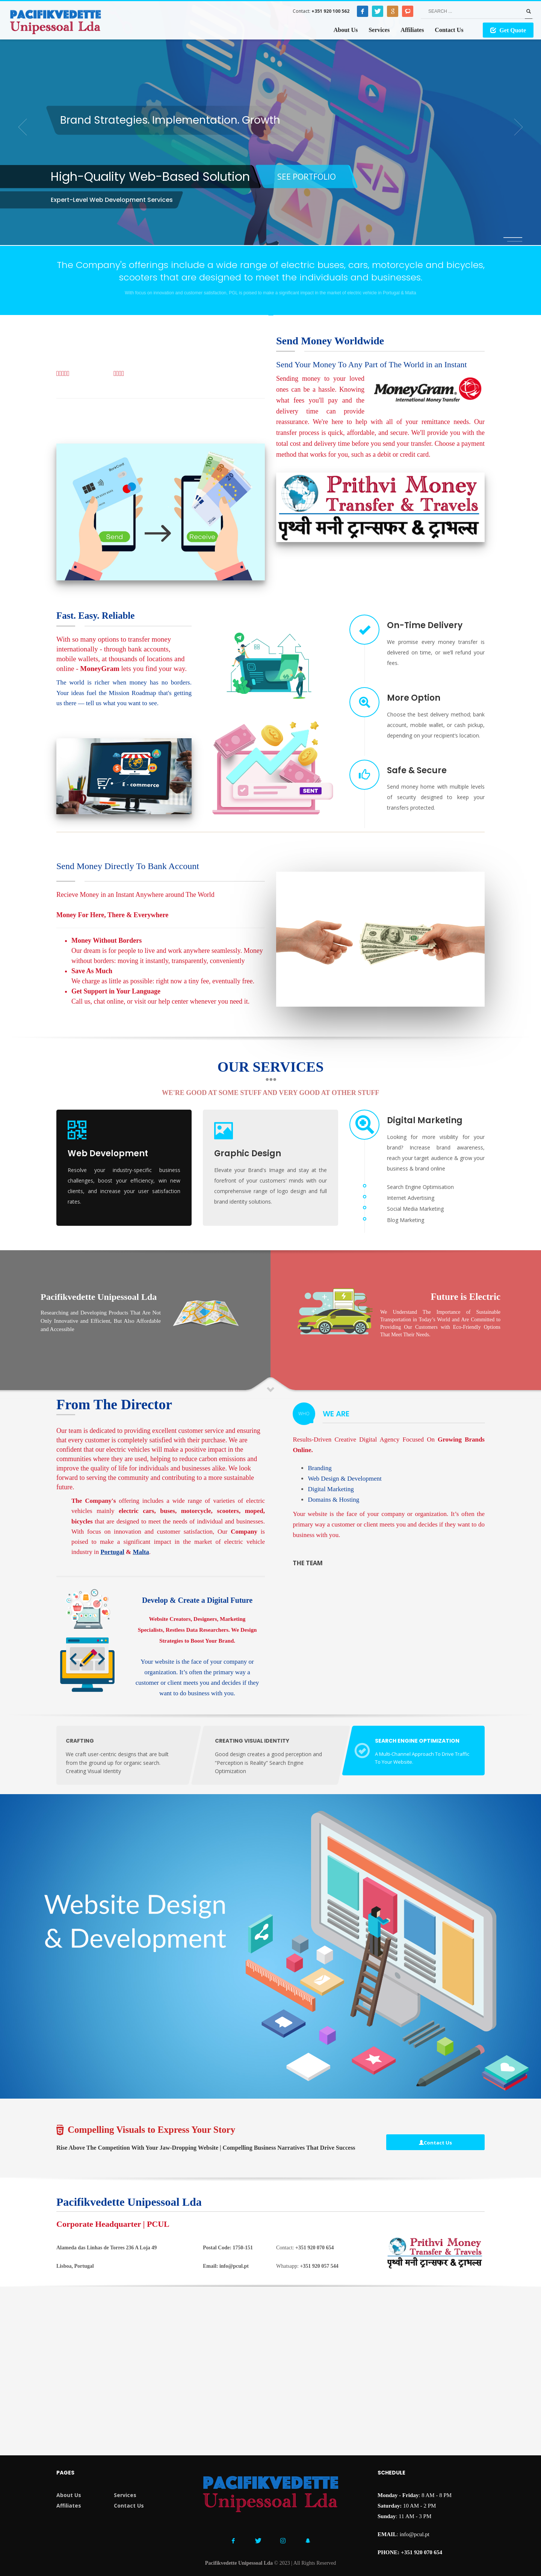 PACIFIKVEDETTE
Unipessoal Lda
Contact: +351 920 100 562
SEARCH ...
About Us Services Affiliates Contact Us
Get Quote
Brand Strategies. Implementation. Growth
High-Quality Web-Based Solution
SEE PORTFOLIO
Expert-Level Web Development Services
The Company's offerings include a wide range of electric buses, cars, motorcycle and bicycles,
scooters that are designed to meet the individuals and businesses.
With focus on innovation and customer satisfaction, PSL is poised to make a significant impact to the market of electric vehicle in Portugal & Malta
Send Money Worldwide
Send Your Money To Any Part of The World in an Instant
Sending money to your loved
ones can be a hassle. Knowing
what fees you'll pay and the
delivery time can provide
reassurance. We're here to help with all of your remittance needs. Our
transfer process is quick, affordable, and secure. We'll provide you with the
total cost and delivery time before you send your transfer. Choose a payment
method that works for you, such as a debit or credit card.
MoneyGram.
International Money Transfer
Send
Receive
Prithvi Money
Transfer & Travels
पृथ्वी मनी ट्रान्सफर & ट्राभल्स
Fast. Easy. Reliable
With so many options to transfer money
internationally - through bank accounts,
mobile wallets, at thousands of locations and
online - MoneyGram lets you find your way.
The world is richer when money has no borders.
Your ideas fuel the Mission Roadmap that's getting
us there — tell us what you want to see.
E - commerce
SENT
On-Time Delivery
We promise every money transfer is
delivered on time, or we'll refund your
fees.
More Option
Choose the best delivery method; bank
account, mobile wallet, or cash pickup,
depending on your recipient's location.
Safe & Secure
Send money home with multiple levels
of security designed to keep your
transfers protected.
Send Money Directly To Bank Account
Recieve Money in an Instant Anywhere around The World
Money For Here, There & Everywhere
Money Without Borders
Our dream is for people to live and work anywhere seamlessly. Money
without borders: moving it instantly, transparently, conveniently
Save As Much
We charge as little as possible: right now a tiny fee, eventually free.
Get Support in Your Language
Call us, chat online, or visit our help center whenever you need it.
OUR SERVICES
WE'RE GOOD AT SOME STUFF AND VERY GOOD AT OTHER STUFF
Web Development
Resolve your industry-specific business
challenges, boost your efficiency, win new
clients, and increase your user satisfaction
rates.
Graphic Design
Elevate your Brand's Image and stay at the
forefront of your customers' minds with our
comprehensive range of logo design and full
brand identity solutions.
Digital Marketing
Looking for more visibility for your
brand? Increase brand awareness,
reach your target audience & grow your
business & brand online
Search Engine Optimisation
Internet Advertising
Social Media Marketing
Blog Marketing
Pacifikvedette Unipessoal Lda
Researching and Developing Products That Are Not
Only Innovative and Efficient, But Also Affordable
and Accessible
Future is Electric
We Understand The Importance of Sustainable
Transportation in Today's World and Are Committed to
Providing Our Customers with Eco-Friendly Options
That Meet Their Needs.
From The Director
Our team is dedicated to providing excellent customer service and ensuring
that every customer is completely satisfied with their purchase. We are
confident that our electric vehicles will make a positive impact in the
communities where we operate, helping to reduce carbon emissions and
improve the quality of life for individuals and businesses alike. We look
forward to serving the community and contributing to a more sustainable
future.
The Company's offering includes a wide range of varieties of electric
vehicles mainly electric cars, buses, motorcycle, scooters, moped,
bicycles that are designed to meet the needs of individual and businesses.
With focus on innovation and customer satisfaction, Our Company is
poised to make a significant impact in the market of electric vehicle
industry in Portugal & Malta.
WHO
WE ARE
Results-Driven Creative Digital Agency Focused On Growing Brands
Online.
Branding
Web Design & Development
Digital Marketing
Domains & Hosting
Your website is the face of your company or organization. It's often the
primary way a customer or client meets you and decides if they want to do
business with you.
THE TEAM
Develop & Create a Digital Future
Website Creators, Designers, Marketing
Specialists, Restless Data Researchers. We Design
Strategies to Boost Your Brand.
Your website is the face of your company or
organization. It's often the primary way a
customer or client meets you and decides if they
want to do business with you.
CRAFTING
We craft user-centric designs that are built
from the ground up for organic search.
Creating Visual Identity
CREATING VISUAL IDENTITY
Good design creates a good perception and
"Perception is Reality" Search Engine
Optimization
SEARCH ENGINE OPTIMIZATION
A Multi-Channel Approach To Drive Traffic
To Your Website
Website Design
& Development
Compelling Visuals to Express Your Story
Rise Above The Competition With Your Jaw-Dropping Website | Compelling Business Narratives That Drive Success
Contact Us
Pacifikvedette Unipessoal Lda
Corporate Headquarter | PCUL
Alameda das Linhas de Torres 236 A Loja 49
Postal Code: 1750-151
Contact: +351 920 070 654
Lisboa, Portugal
Email: info@pcul.pt
Whatsapp: +351 920 057 544
Prithvi Money
Transfer & Travels
पृथ्वी मनी ट्रान्सफर & ट्राभल्स
PAGES
About Us Services
Affiliates Contact Us
PACIFIKVEDETTE
Unipessoal Lda
SCHEDULE
Monday - Friday: 8 AM - 8 PM
Saturday: 10 AM - 2 PM
Sunday: 11 AM - 3 PM
EMAIL: info@pcul.pt
PHONE: +351 920 070 654
Pacifikvedette Unipessoal Lda © 2023 | All Rights Reserved